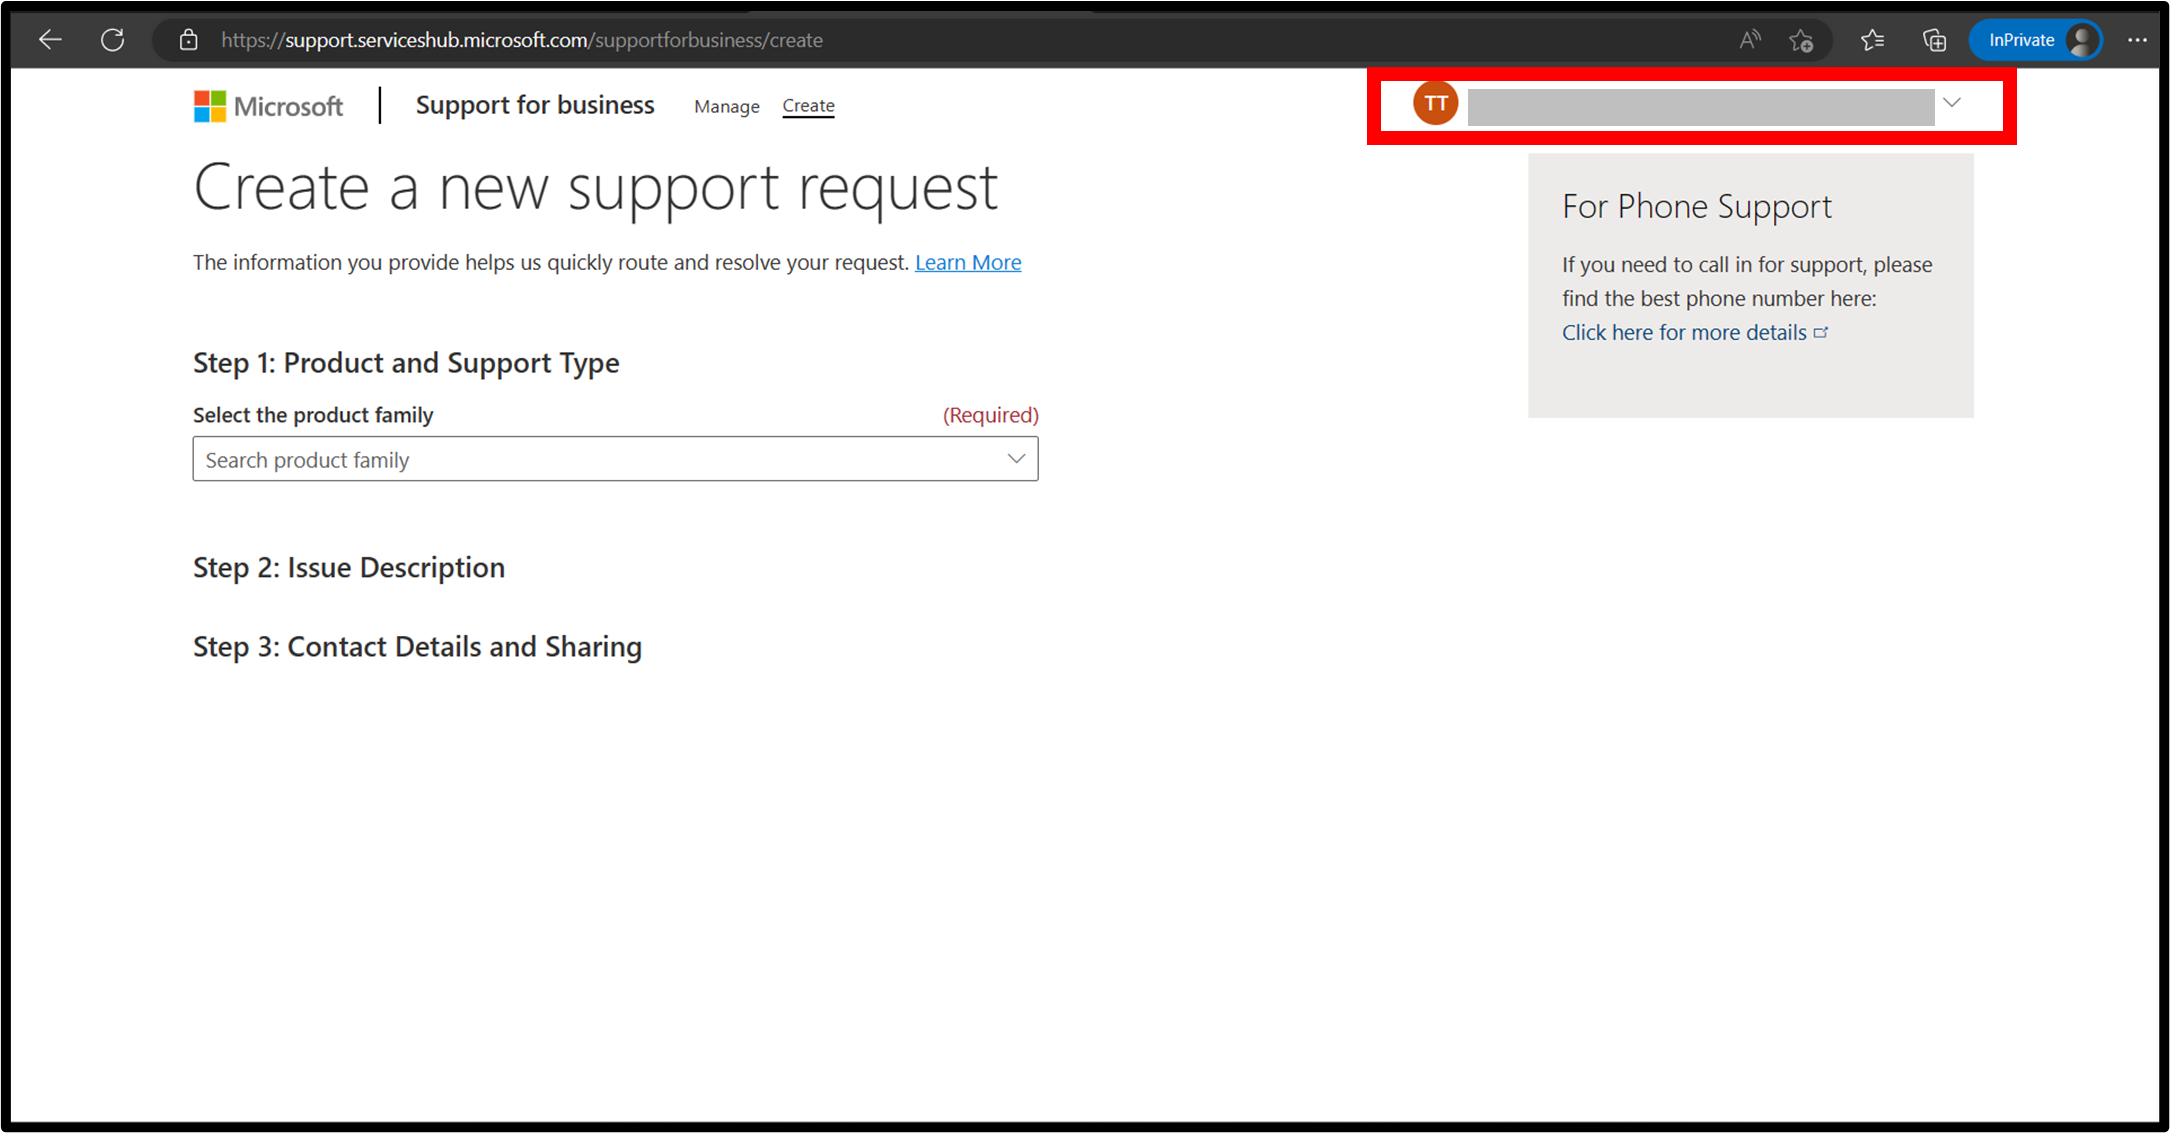 https://support.serviceshub.microsoft.com/supportforbusiness/create
InPrivate
Microsoft
Support for business
Manage
Create
TT
Create a new support request
The information you provide helps us quickly route and resolve your request. Learn More
For Phone Support
If you need to call in for support, please
find the best phone number here:
Click here for more details
Step 1: Product and Support Type
Select the product family
(Required)
Search product family
Step 2: Issue Description
Step 3: Contact Details and Sharing